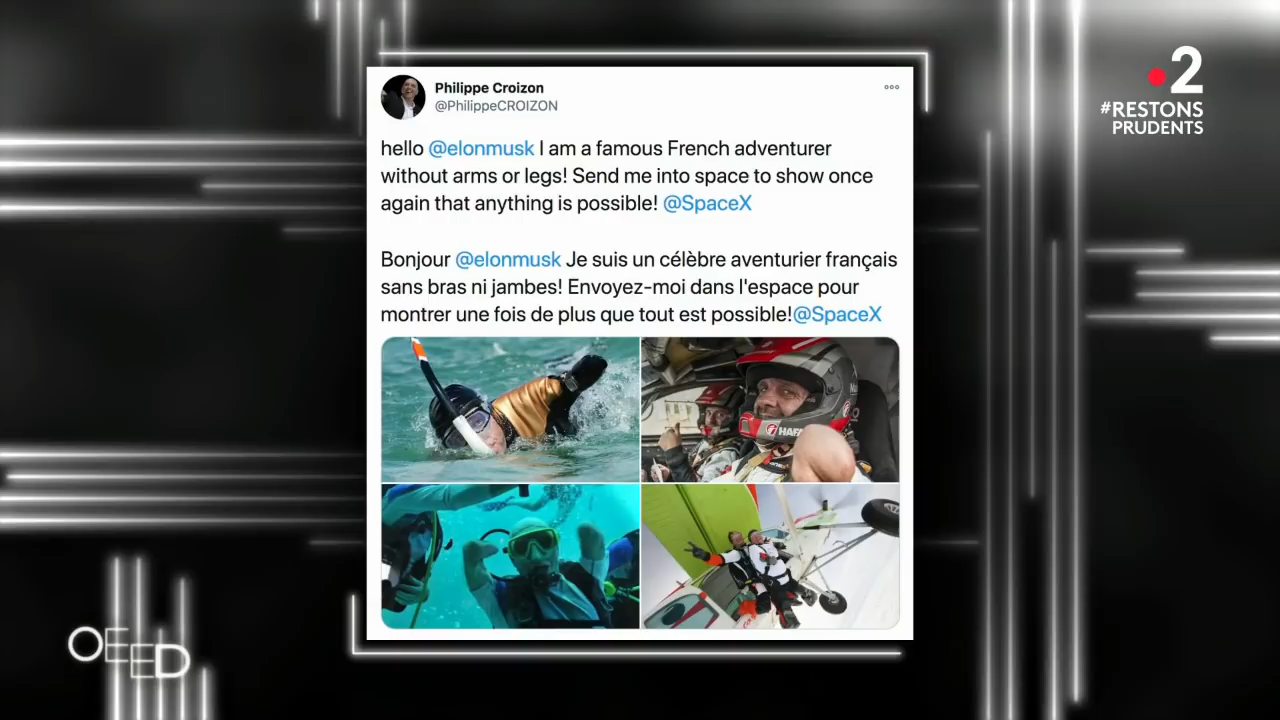 Philippe Croizon
@PhilippeCROIZON
hello @elonmusk I am a famous French adventurer
without arms or legs! Send me into space to show once
again that anything is possible! @SpaceX
Bonjour @elonmusk Je suis un célèbre aventurier français
sans bras ni jambes! Envoyez-moi dans l'espace pour
montrer une fois de plus que tout est possible!@SpaceX
2
#RESTONS
PRUDENTS
HAFA
OEED